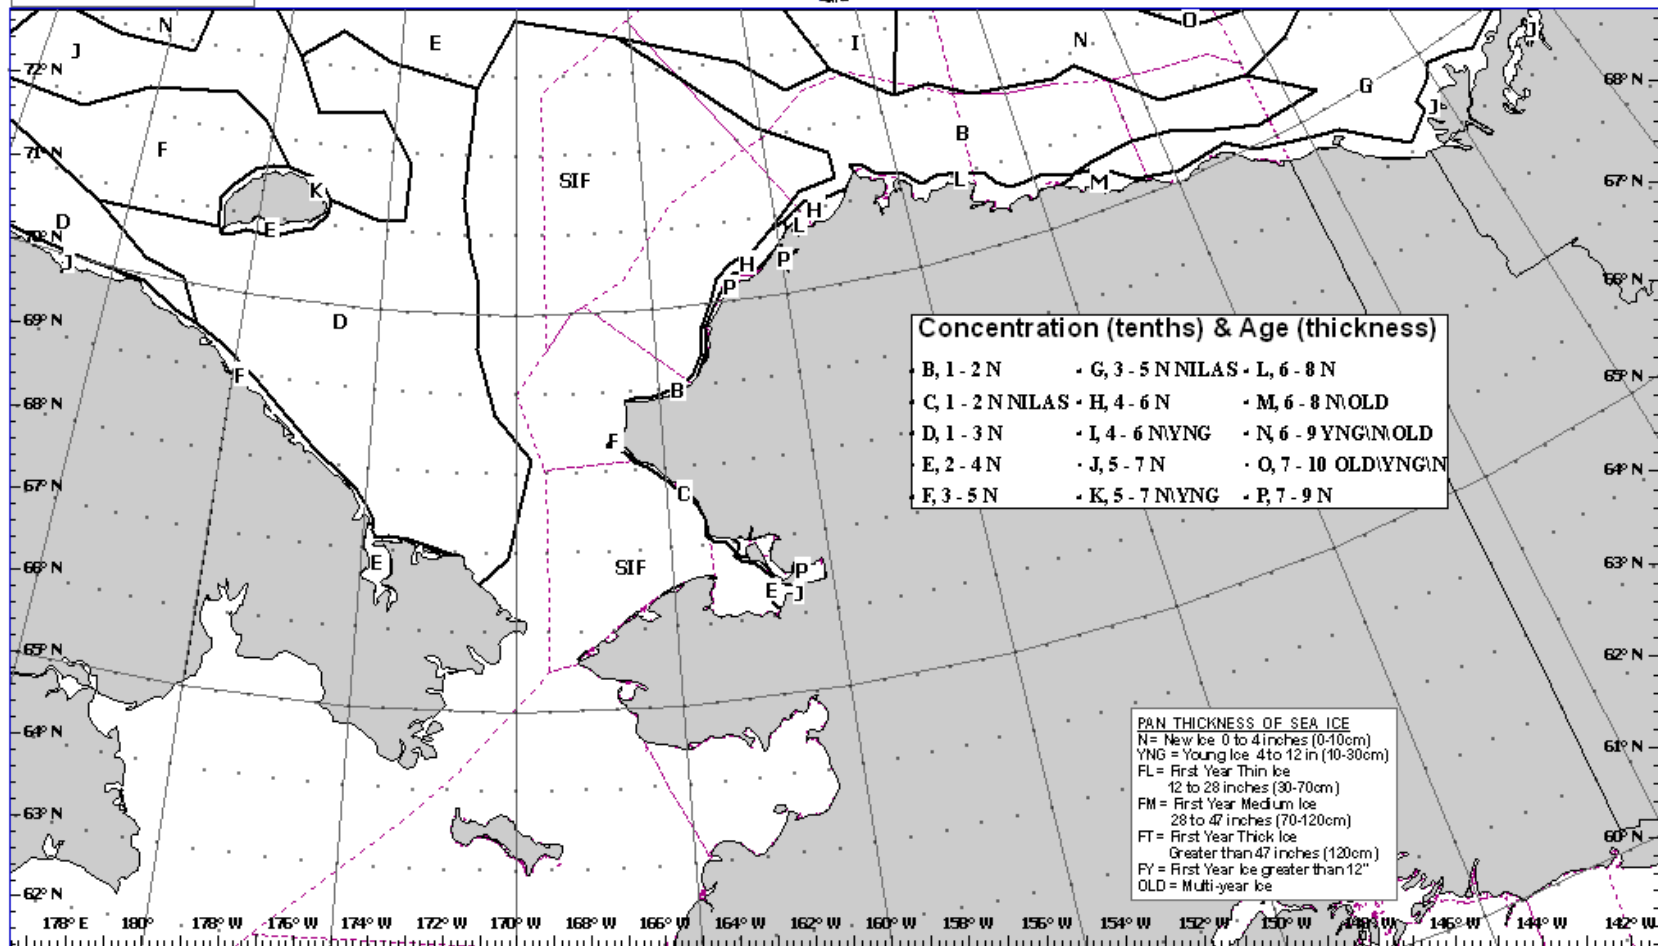 N
O
J
E
I
N
J
72° N
G
68° N
J
B
71° N
F
SIF
L
M
67° N
K
H
D
E
L
70° N
J
H
P
P
66° N
69° N
D
Concentration (tenths) & Age (thickness)
B, 1 - 2 N
G, 3 - 5 N NILAS
L, 6 - 8 N
C, 1 - 2 N NILAS
H, 4 - 6 N
M, 6 - 8 N\OLD
D, 1 - 3 N
I, 4 - 6 N\YNG
N, 6 - 9 YNG\N\OLD
E, 2 - 4 N
J, 5 - 7 N
O, 7 - 10 OLD\YNG\N
F, 3 - 5 N
K, 5 - 7 N\YNG
P, 7 - 9 N
F
B
65° N
68° N
F
64° N
C
67° N
E
SIF
P
66° N
E
J
63° N
65° N
62° N
64° N
61° N
PAN THICKNESS OF SEA ICE
N= New Ice 0 to 4 inches (0-10cm)
YNG = Young Ice 4 to 12 in (10-30cm)
FL = First Year Thin Ice
12 to 28 inches (30-70cm)
FM = First Year Medium Ice
28 to 47 inches (70-120cm)
FT = First Year Thick Ice
Greater than 47 inches (120cm)
FY = First Year Ice greater than 12"
OLD = Multi-year Ice
63° N
60° N
62° N
178° E
180°
178° W
176° W
174° W
172° W
170° W
168° W
166° W
164° W
162° W
160° W
158° W
156° W
154° W
152° W
150° W
148° W
146° W
144° W
142° W